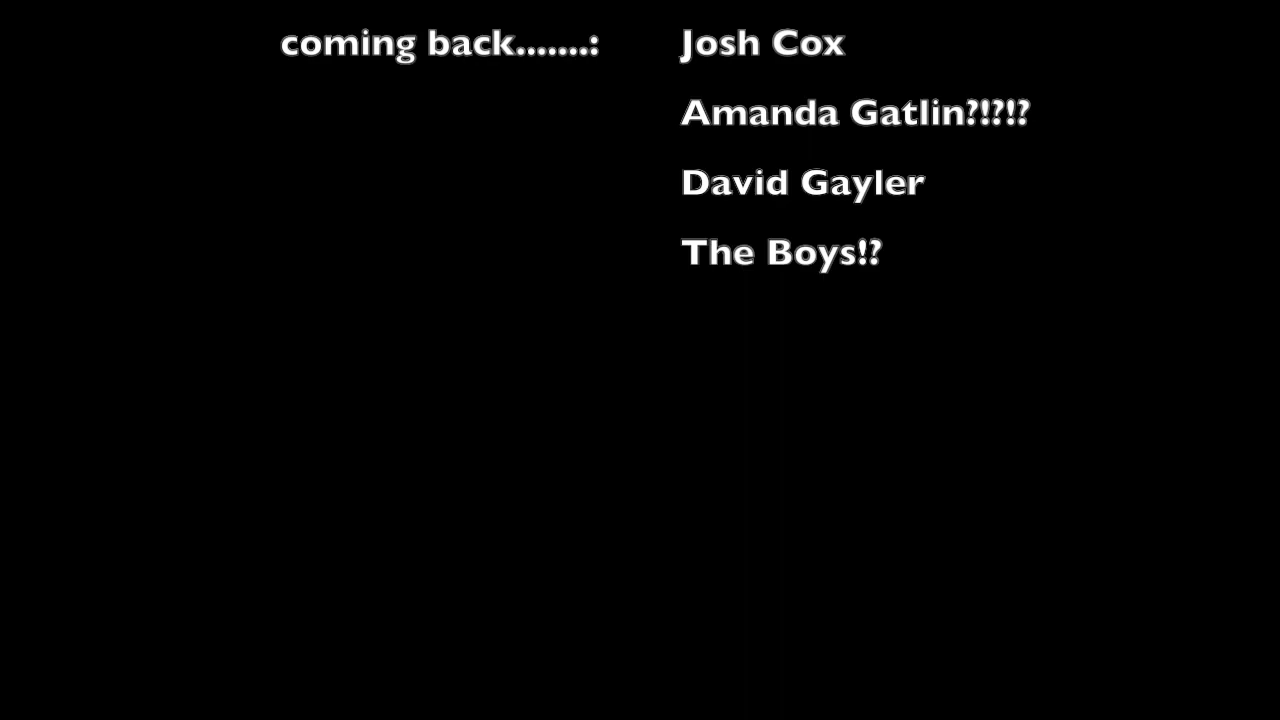 coming back.......: Josh Cox
Amanda Gatlin?!?!?
David Gayler
The Boys!?